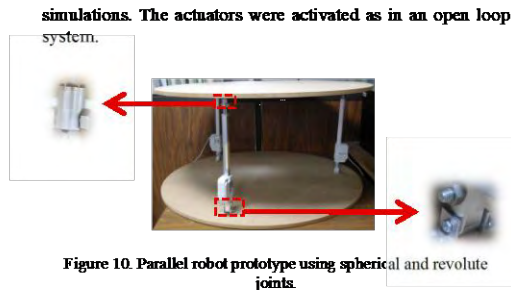 simulations. The actuators were activated as in an open loop
system.
Figure 10. Parallel robot prototype using spherical and revolute
joints.